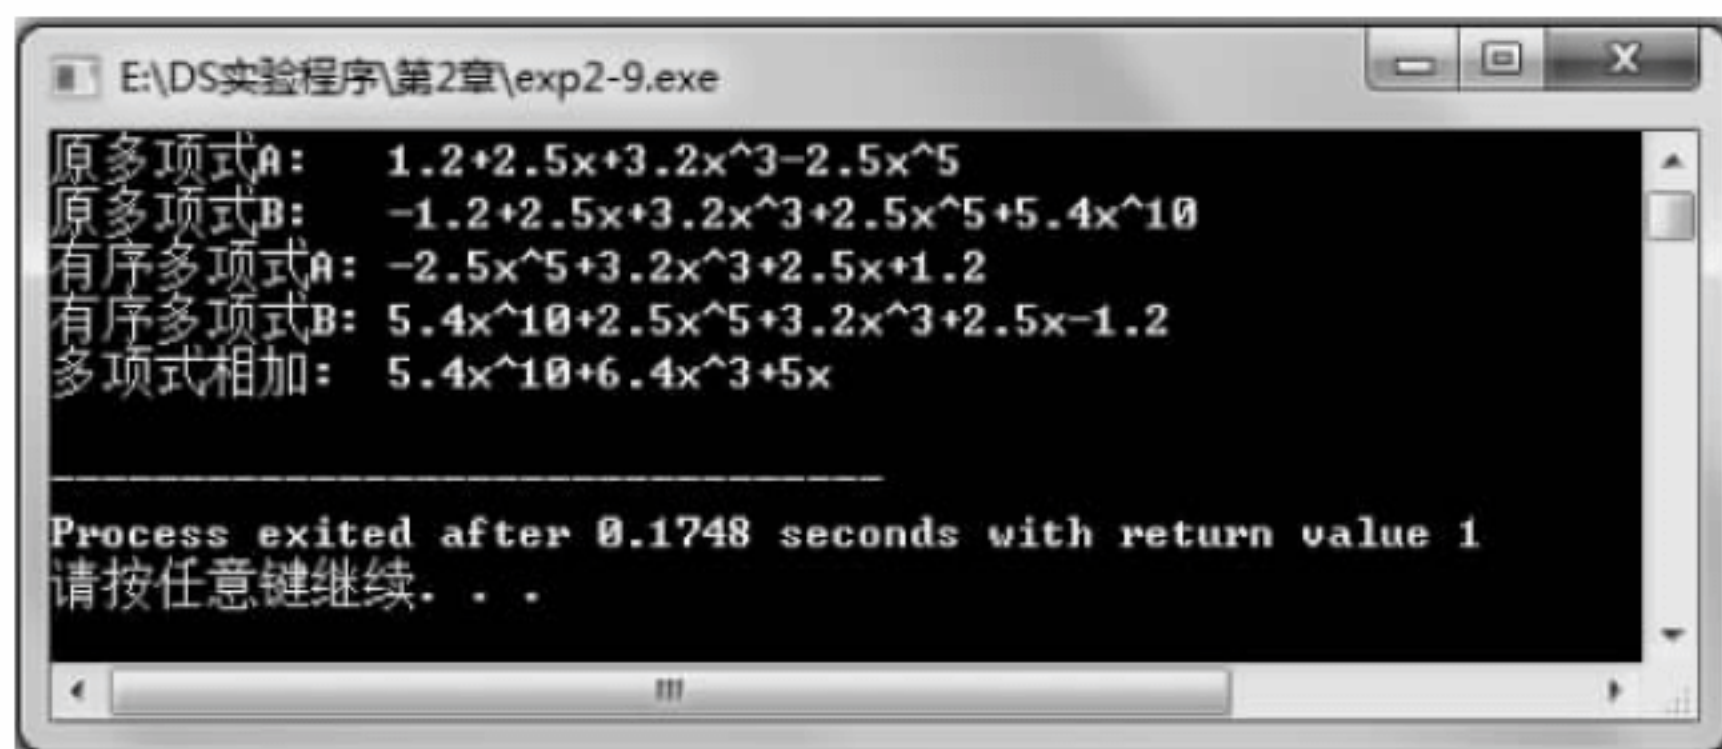 E:\DS实验程序\第2章\exp2-9.exe
原多项式A: 1.2+2.5x+3.2x^3-2.5x^5
原多项式B: -1.2+2.5x+3.2x^3+2.5x^5+5.4x^10
有序多项式A: -2.5x^5+3.2x^3+2.5x+1.2
有序多项式B: 5.4x^10+2.5x^5+3.2x^3+2.5x-1.2
多项式相加: 5.4x^10+6.4x^3+5x
--------------------------------
Process exited after 0.1748 seconds with return value 1
请按任意键继续. . .